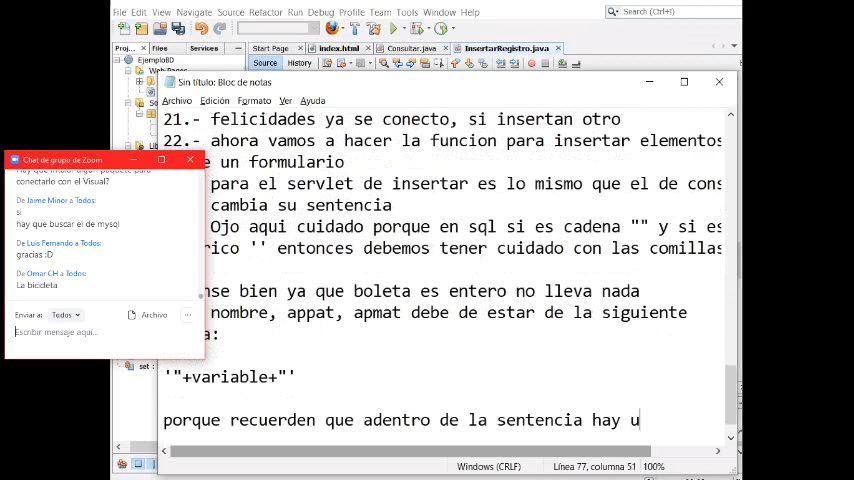 File Edit View Navigate Source Refactor Run Debug Profile Team Tools Window Help
Search (Ctrl+I)
Proj... Files Services
Start Page index.html Consultar.java InsertarRegistro.java
Source History
EjemploBD
Web Pages
Sin título: Bloc de notas
Archivo Edición Formato Ver Ayuda
21.- felicidades ya se conecto, si insertan otro
22.- ahora vamos a hacer la funcion para insertar elementos
e un formulario
para el servlet de insertar es lo mismo que el de cons
cambia su sentencia
Ojo aqui cuidado porque en sql si es cadena "" y si es
rico '' entonces debemos tener cuidado con las comillas
nse bien ya que boleta es entero no lleva nada
nombre, appat, apmat debe de estar de la siguiente
a:
'"+variable+"'
porque recuerden que adentro de la sentencia hay u
Windows (CRLF) Línea 77, columna 51 100%
Chat de grupo de Zoom
conectarlo con el Visual?
De Jaime Minor a Todos:
si
hay que buscar el de mysql
De Luis Fernando a Todos:
gracias :D
De Omar CH a Todos:
La bicicleta
Enviar a: Todos Archivo ...
Escribir mensaje aquí...
set :